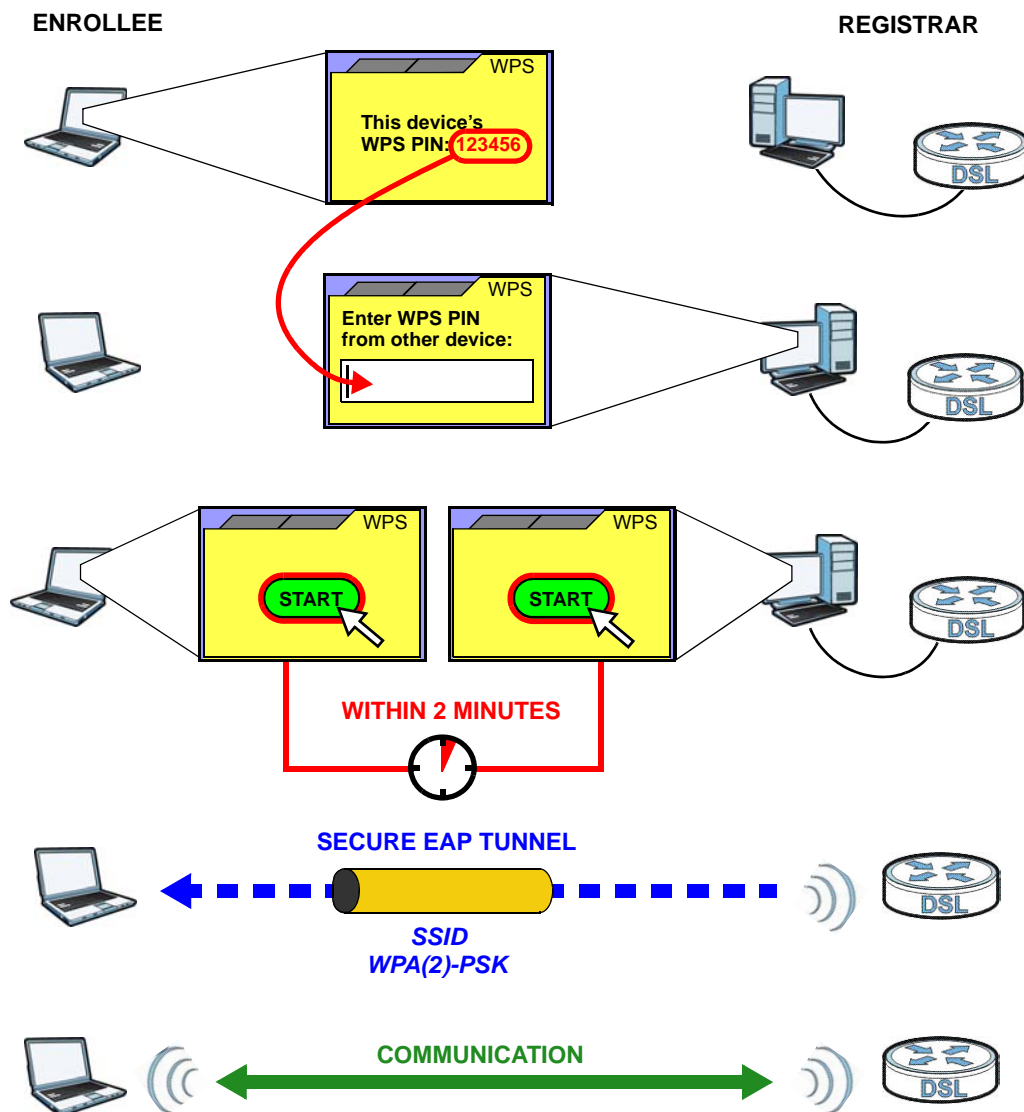 ENROLLEE
REGISTRAR
WPS
This device's
WPS PIN: 123456
DSL
WPS
Enter WPS PIN
from other device:
DSL
WPS
WPS
START
START
DSL
WITHIN 2 MINUTES
SECURE EAP TUNNEL
DSL
SSID
WPA(2)-PSK
COMMUNICATION
DSL